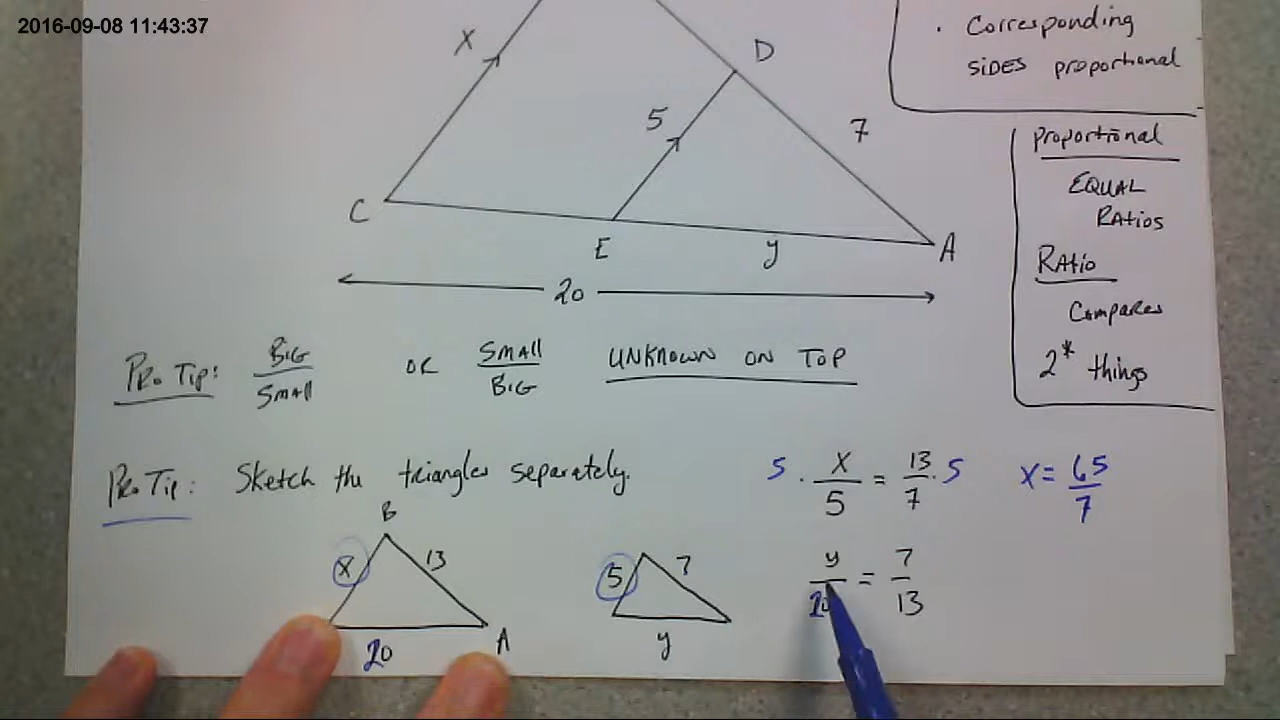 2016-09-08 11:43:37
· Corresponding
SIDES proportional
X
D
5
7
C
E
y
A
20
Proportional
EQUAL
RATIOS
RATIO
Compares
2* things
PRO TIP: BIG/SMALL OR SMALL/BIG UNKNOWN ON TOP
PRO TIP: Sketch the triangles separately.
5 · X/5 = 13/7 · 5
X = 65/7
B
X
13
20
A
5
7
y
y/20 = 7/13